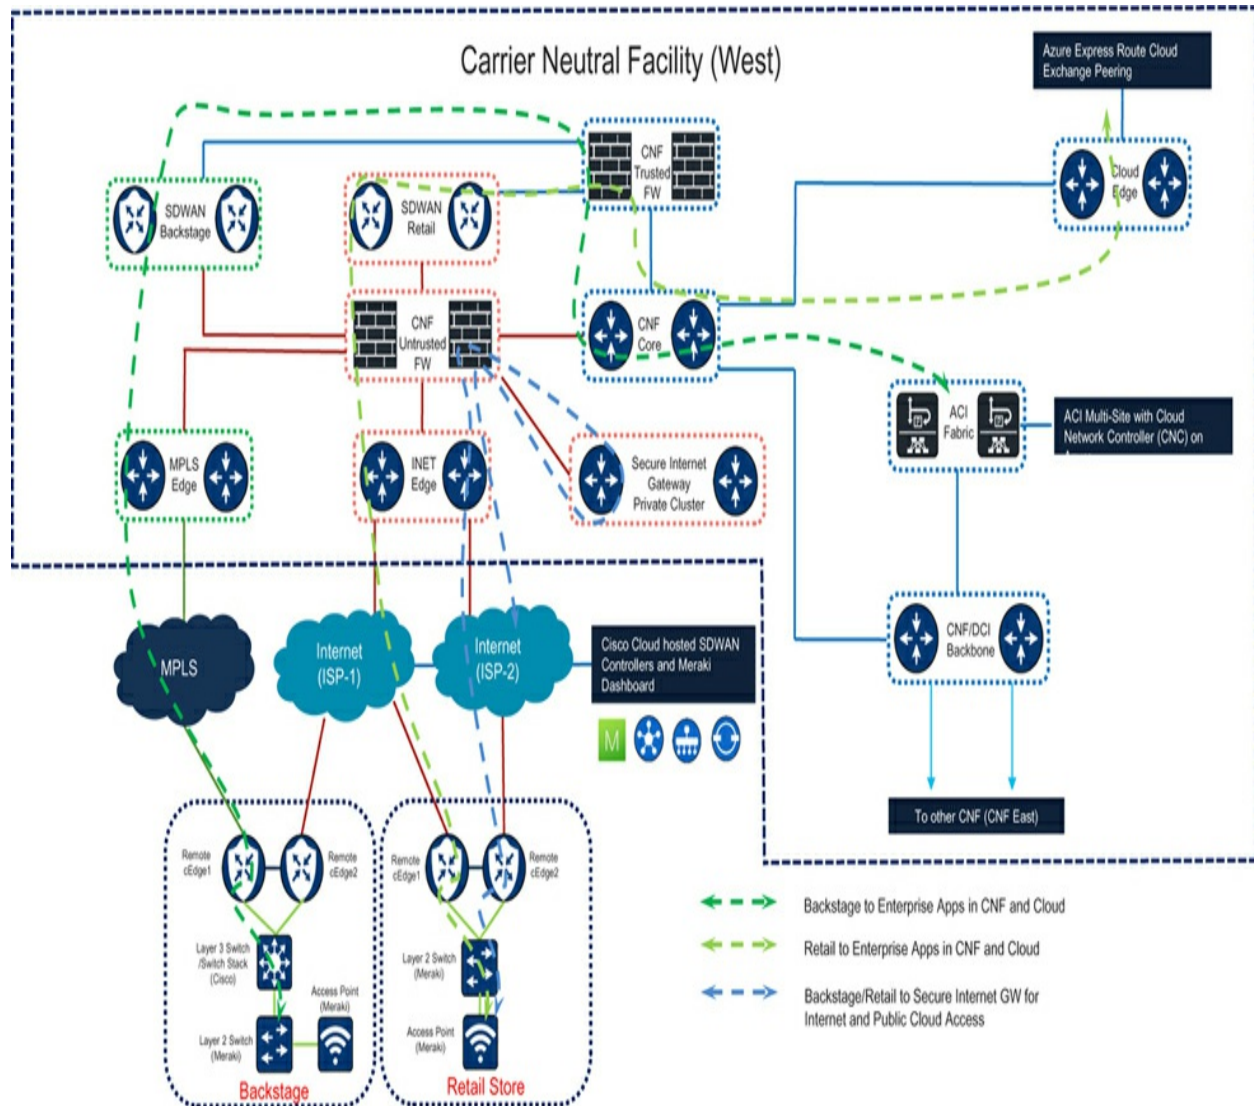 Carrier Neutral Facility (West)
Azure Express Route Cloud
Exchange Peering
CNF
Trusted
FW
Cloud
Edge
SDWAN
Backstage
SDWAN
Retail
CNF
Untrusted
FW
CNF
Core
ACI
Fabric
ACI Multi-Site with Cloud
Network Controller (CNC) on
MPLS
Edge
INET
Edge
Secure Internet
Gateway
Private Cluster
MPLS
Internet
(ISP-1)
Internet
(ISP-2)
Cisco Cloud hosted SDWAN
Controllers and Meraki
Dashboard
M
CNF/DCI
Backbone
To other CNF (CNF East)
Remote
cEdge1
Remote
cEdge2
Remote
cEdge1
Remote
cEdge2
Layer 3 Switch
/Switch Stack
(Cisco)
Access Point
(Meraki)
Layer 2 Switch
(Meraki)
Backstage
Layer 2 Switch
(Meraki)
Access Point
(Meraki)
Retail Store
Backstage to Enterprise Apps in CNF and Cloud
Retail to Enterprise Apps in CNF and Cloud
Backstage/Retail to Secure Internet GW for
Internet and Public Cloud Access